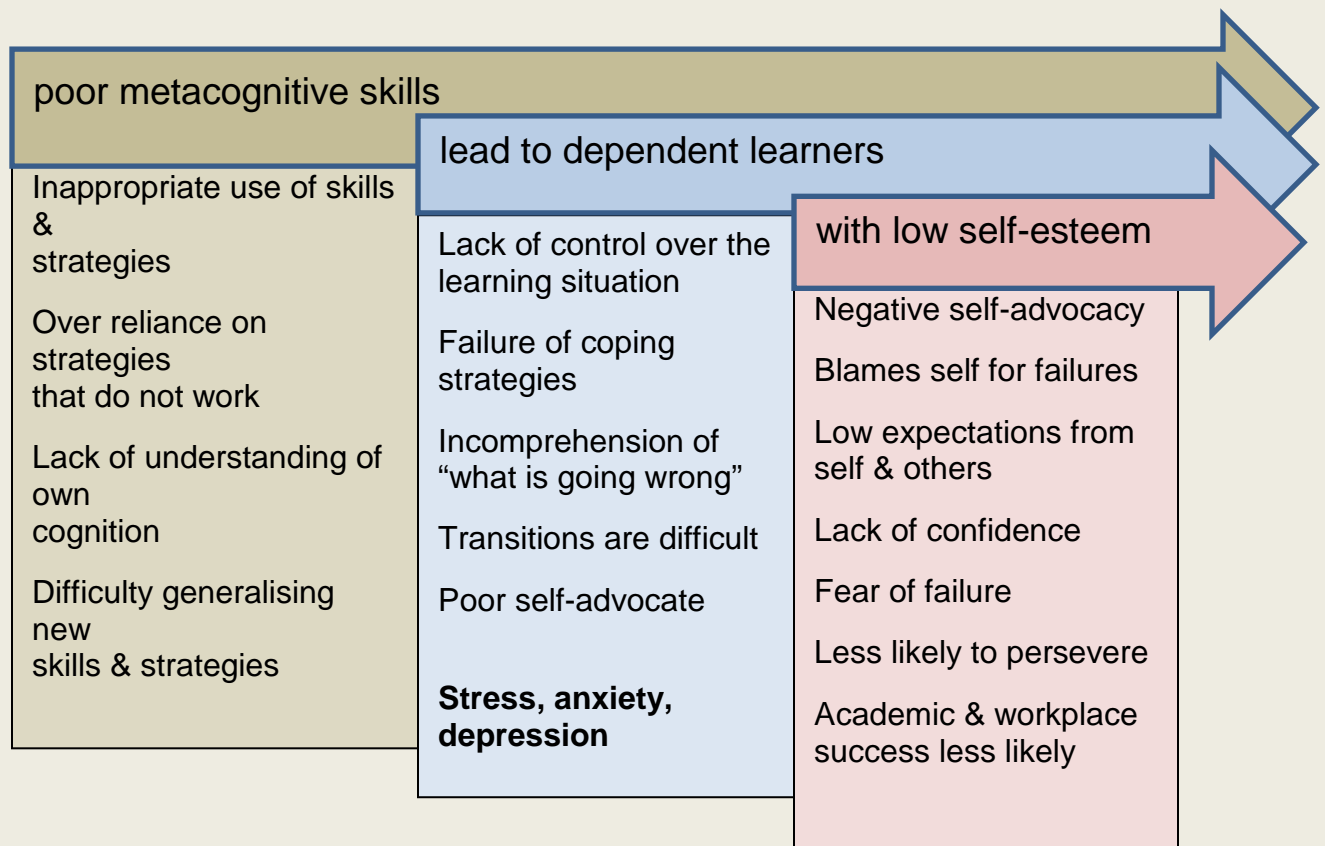 poor metacognitive skills
Inappropriate use of skills
&
strategies
Over reliance on
strategies
that do not work
Lack of understanding of
own
cognition
Difficulty generalising
new
skills & strategies
lead to dependent learners
Lack of control over the
learning situation
Failure of coping
strategies
Incomprehension of
“what is going wrong”
Transitions are difficult
Poor self-advocate
Stress, anxiety,
depression
with low self-esteem
Negative self-advocacy
Blames self for failures
Low expectations from
self & others
Lack of confidence
Fear of failure
Less likely to persevere
Academic & workplace
success less likely